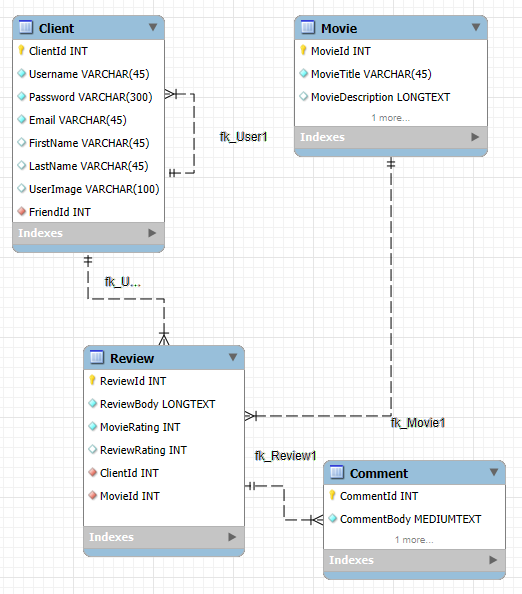 Client
ClientId INT
Username VARCHAR(45)
Password VARCHAR(300)
Email VARCHAR(45)
FirstName VARCHAR(45)
LastName VARCHAR(45)
UserImage VARCHAR(100)
FriendId INT
Indexes
fk_User1
Movie
MovieId INT
MovieTitle VARCHAR(45)
MovieDescription LONGTEXT
1 more...
Indexes
fk_U...
Review
ReviewId INT
ReviewBody LONGTEXT
MovieRating INT
ReviewRating INT
ClientId INT
MovieId INT
Indexes
fk_Movie1
fk_Review1
Comment
CommentId INT
CommentBody MEDIUMTEXT
1 more...
Indexes